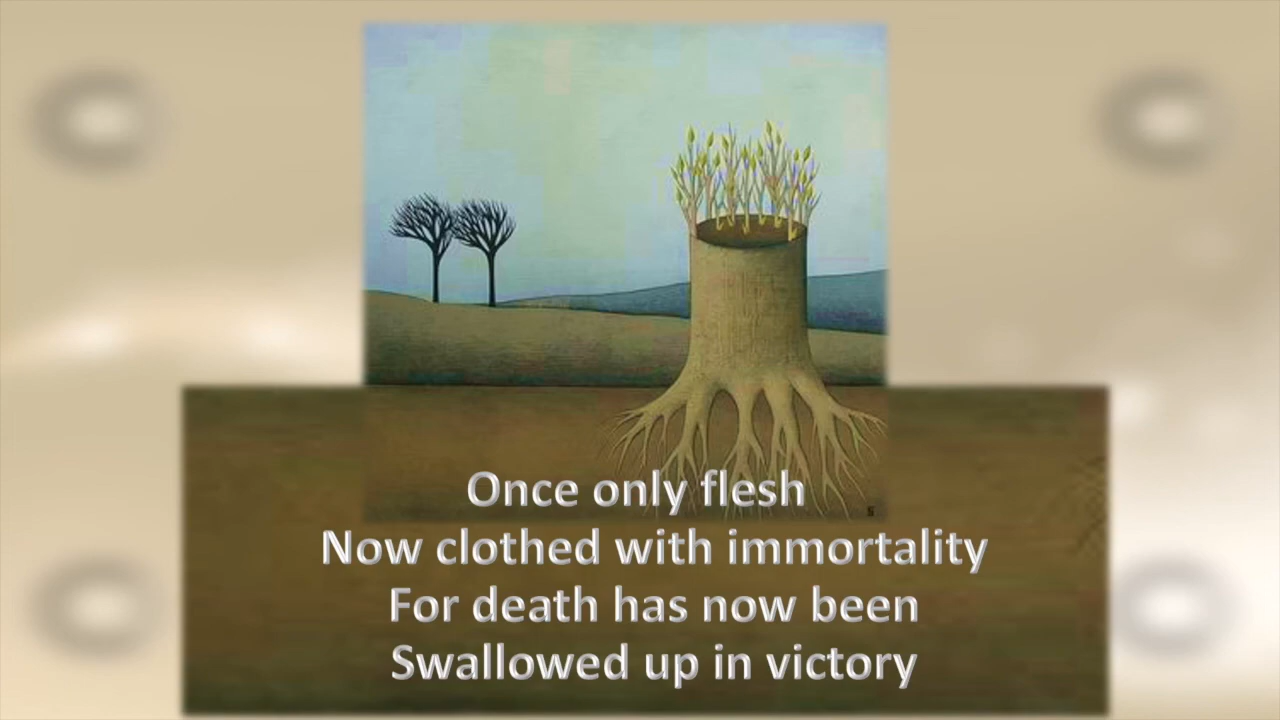 Once only flesh
Now clothed with immortality
For death has now been
Swallowed up in victory